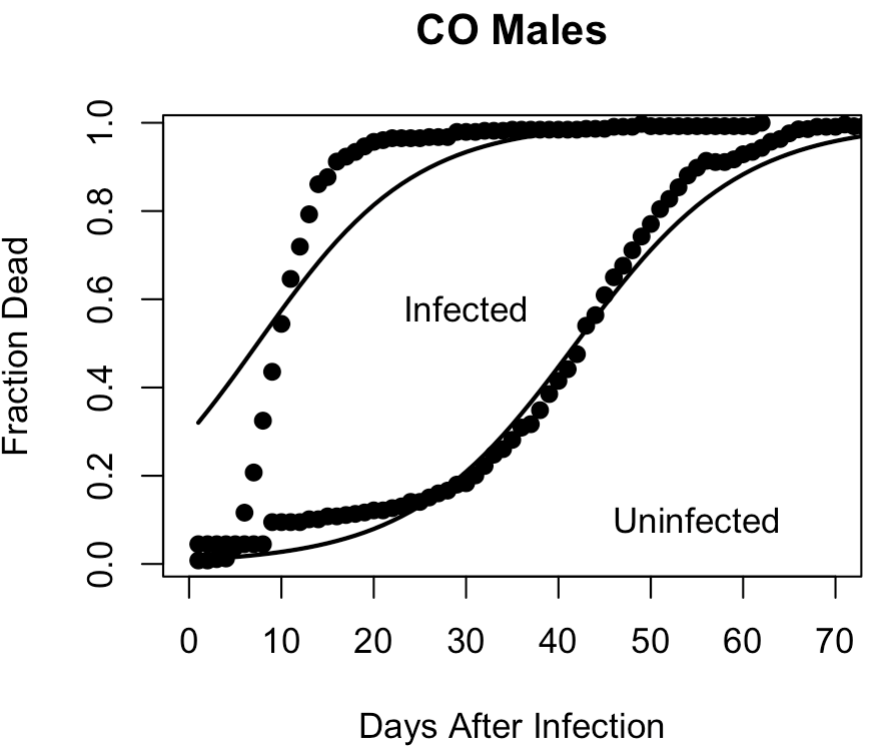 CO Males
Fraction Dead
1.0
0.8
0.6
0.4
0.2
0.0
Infected
Uninfected
0 10 20 30 40 50 60 70
Days After Infection